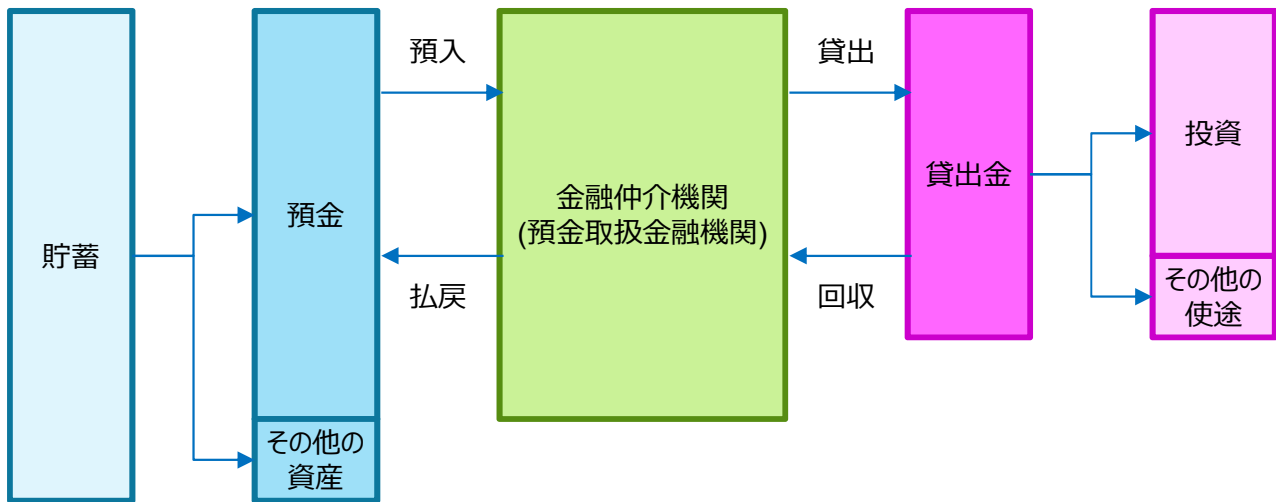 貯蓄
預金
その他の
資産
預入
払戻
金融仲介機関
(預金取扱金融機関)
貸出
回収
貸出金
投資
その他の
使途